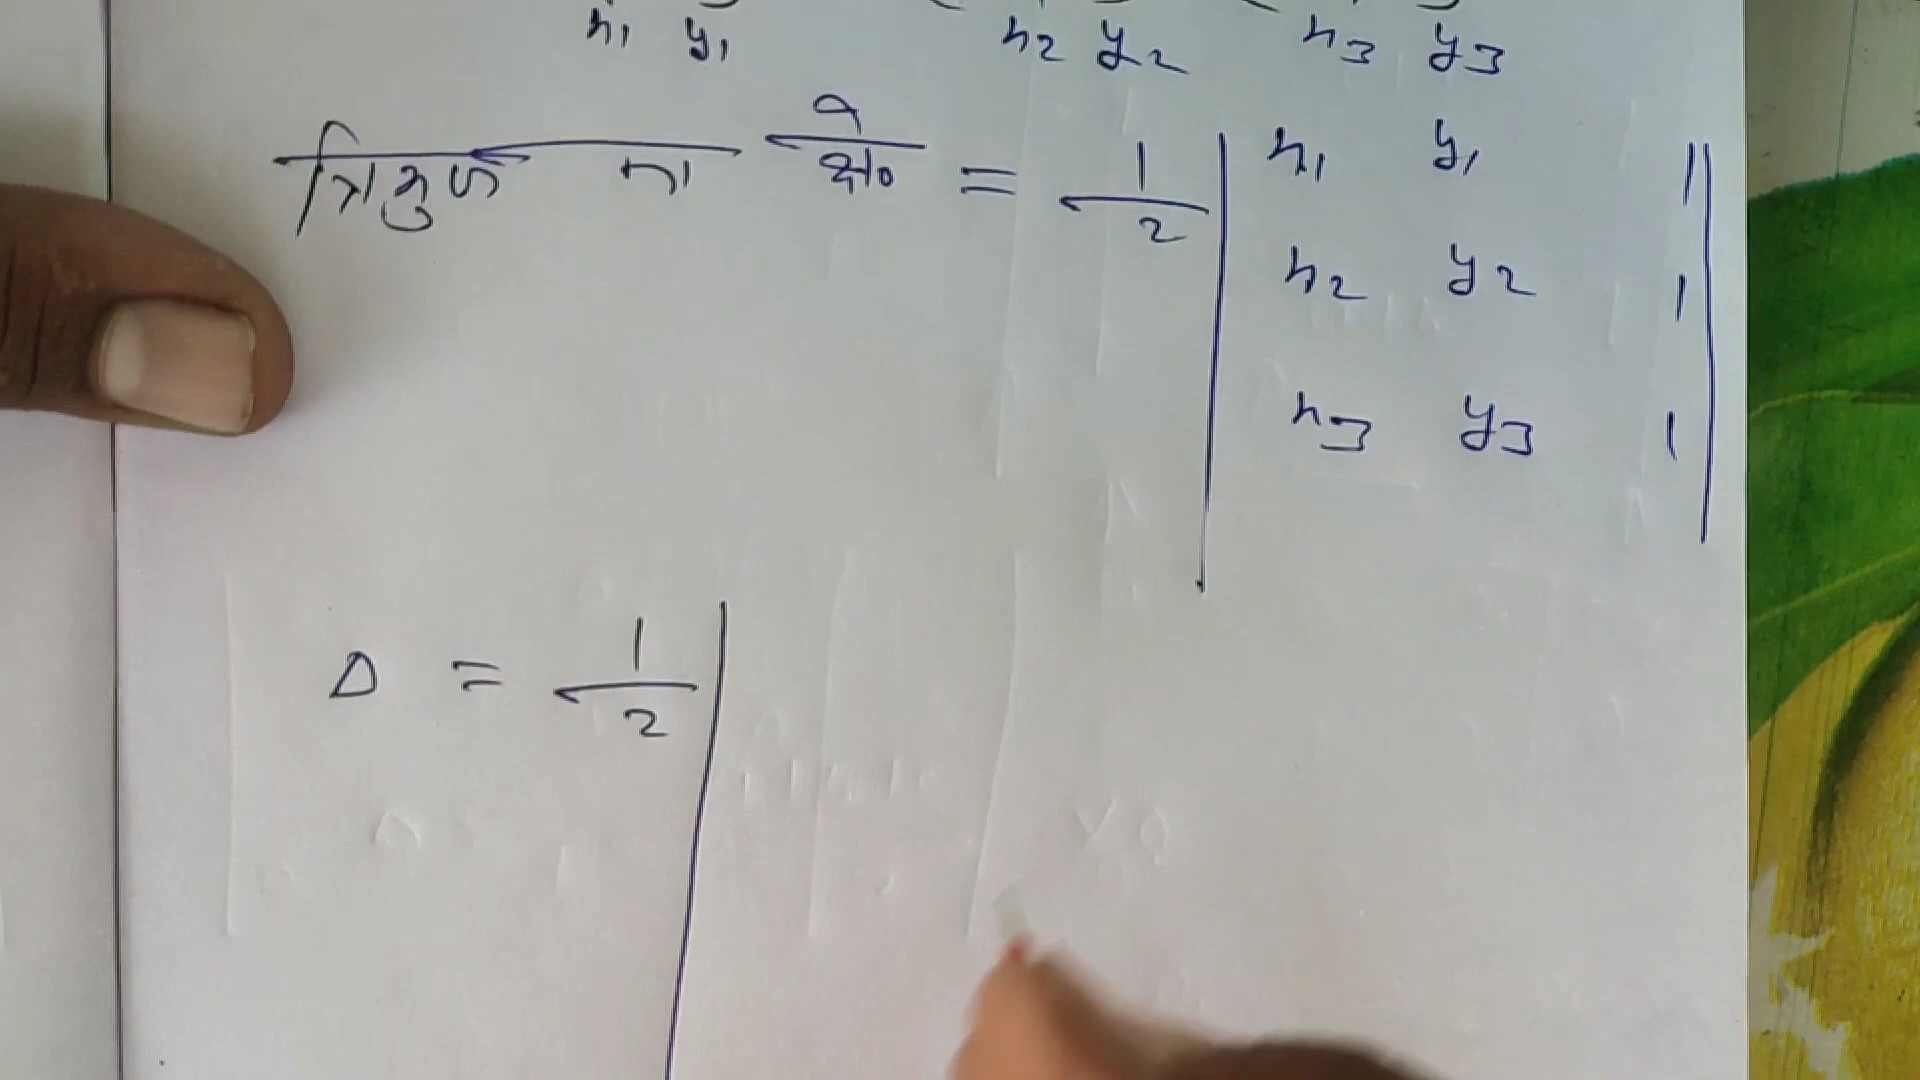 x1 y1 x2 y2 x3 y3
त्रिभुज का क्षे० = 1/2 | x1 y1 1 |
x2 y2 1
x3 y3 1
Δ = 1/2 |